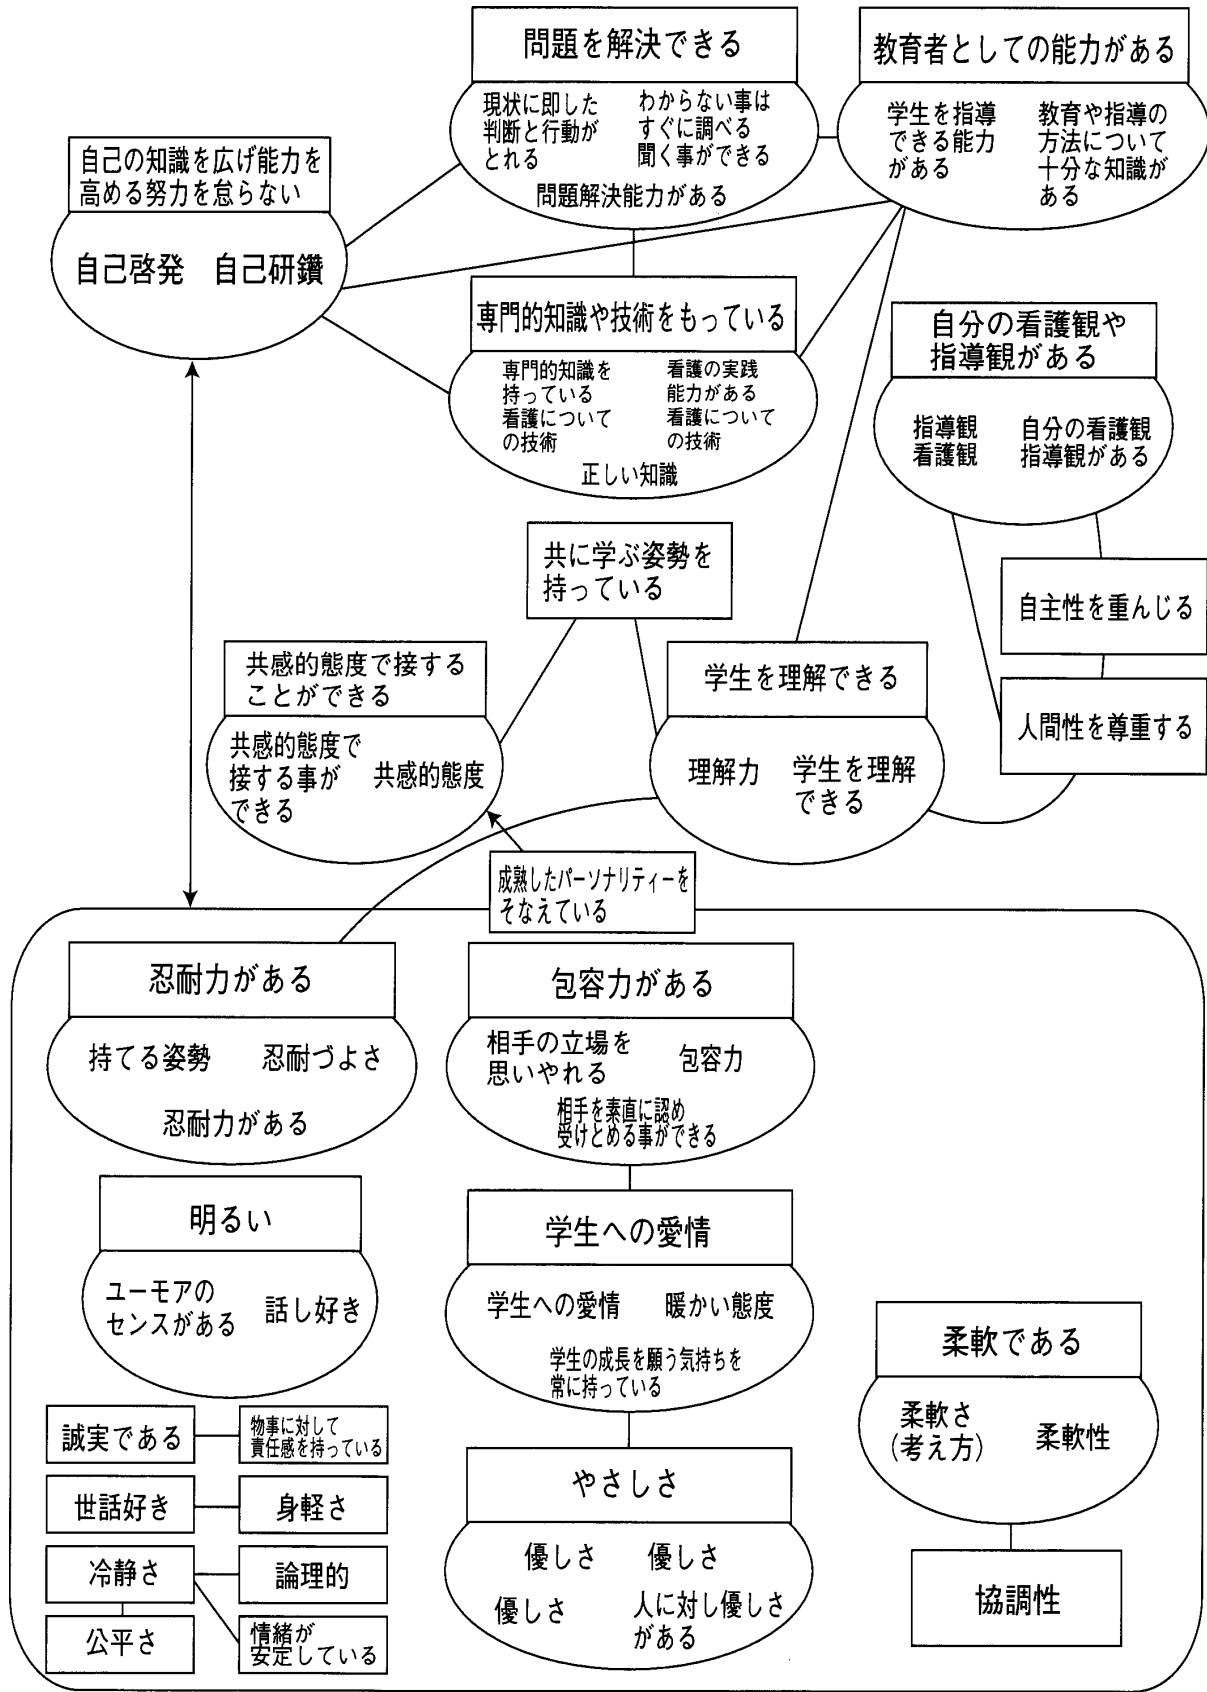 問題を解決できる
現状に即した
判断と行動が
とれる
わからない事は
すぐに調べる
聞く事ができる
問題解決能力がある
教育者としての能力がある
学生を指導
できる能力
がある
教育や指導の
方法について
十分な知識が
ある
自己の知識を広げ能力を
高める努力を怠らない
自己啓発 自己研鑽
専門的知識や技術をもっている
専門的知識を
持っている
看護について
の技術
看護の実践
能力がある
看護について
の技術
正しい知識
自分の看護観や
指導観がある
指導観
看護観
自分の看護観
指導観がある
共に学ぶ姿勢を
持っている
自主性を重んじる
人間性を尊重する
共感的態度で接する
ことができる
共感的態度で
接する事が
できる
共感的態度
学生を理解できる
理解力
学生を理解
できる
成熟したパーソナリティーを
そなえている
忍耐力がある
持てる姿勢
忍耐づよさ
忍耐力がある
包容力がある
相手の立場を
思いやれる
包容力
相手を素直に認め
受けとめる事ができる
明るい
ユーモアの
センスがある
話し好き
学生への愛情
学生への愛情
暖かい態度
学生の成長を願う気持ちを
常に持っている
柔軟である
柔軟さ
(考え方)
柔軟性
協調性
誠実である
物事に対して
責任感を持っている
世話好き
身軽さ
冷静さ
論理的
公平さ
情緒が
安定している
やさしさ
優しさ
優しさ
優しさ
人に対し優しさ
がある